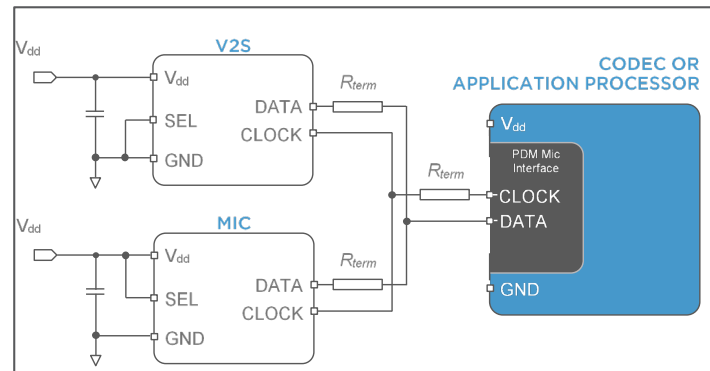 V2S
Vdd
Vdd
SEL
GND
DATA
CLOCK
Rterm
MIC
Vdd
Vdd
SEL
GND
DATA
CLOCK
Rterm
Rterm
CODEC OR
APPLICATION PROCESSOR
Vdd
PDM Mic
Interface
CLOCK
DATA
GND